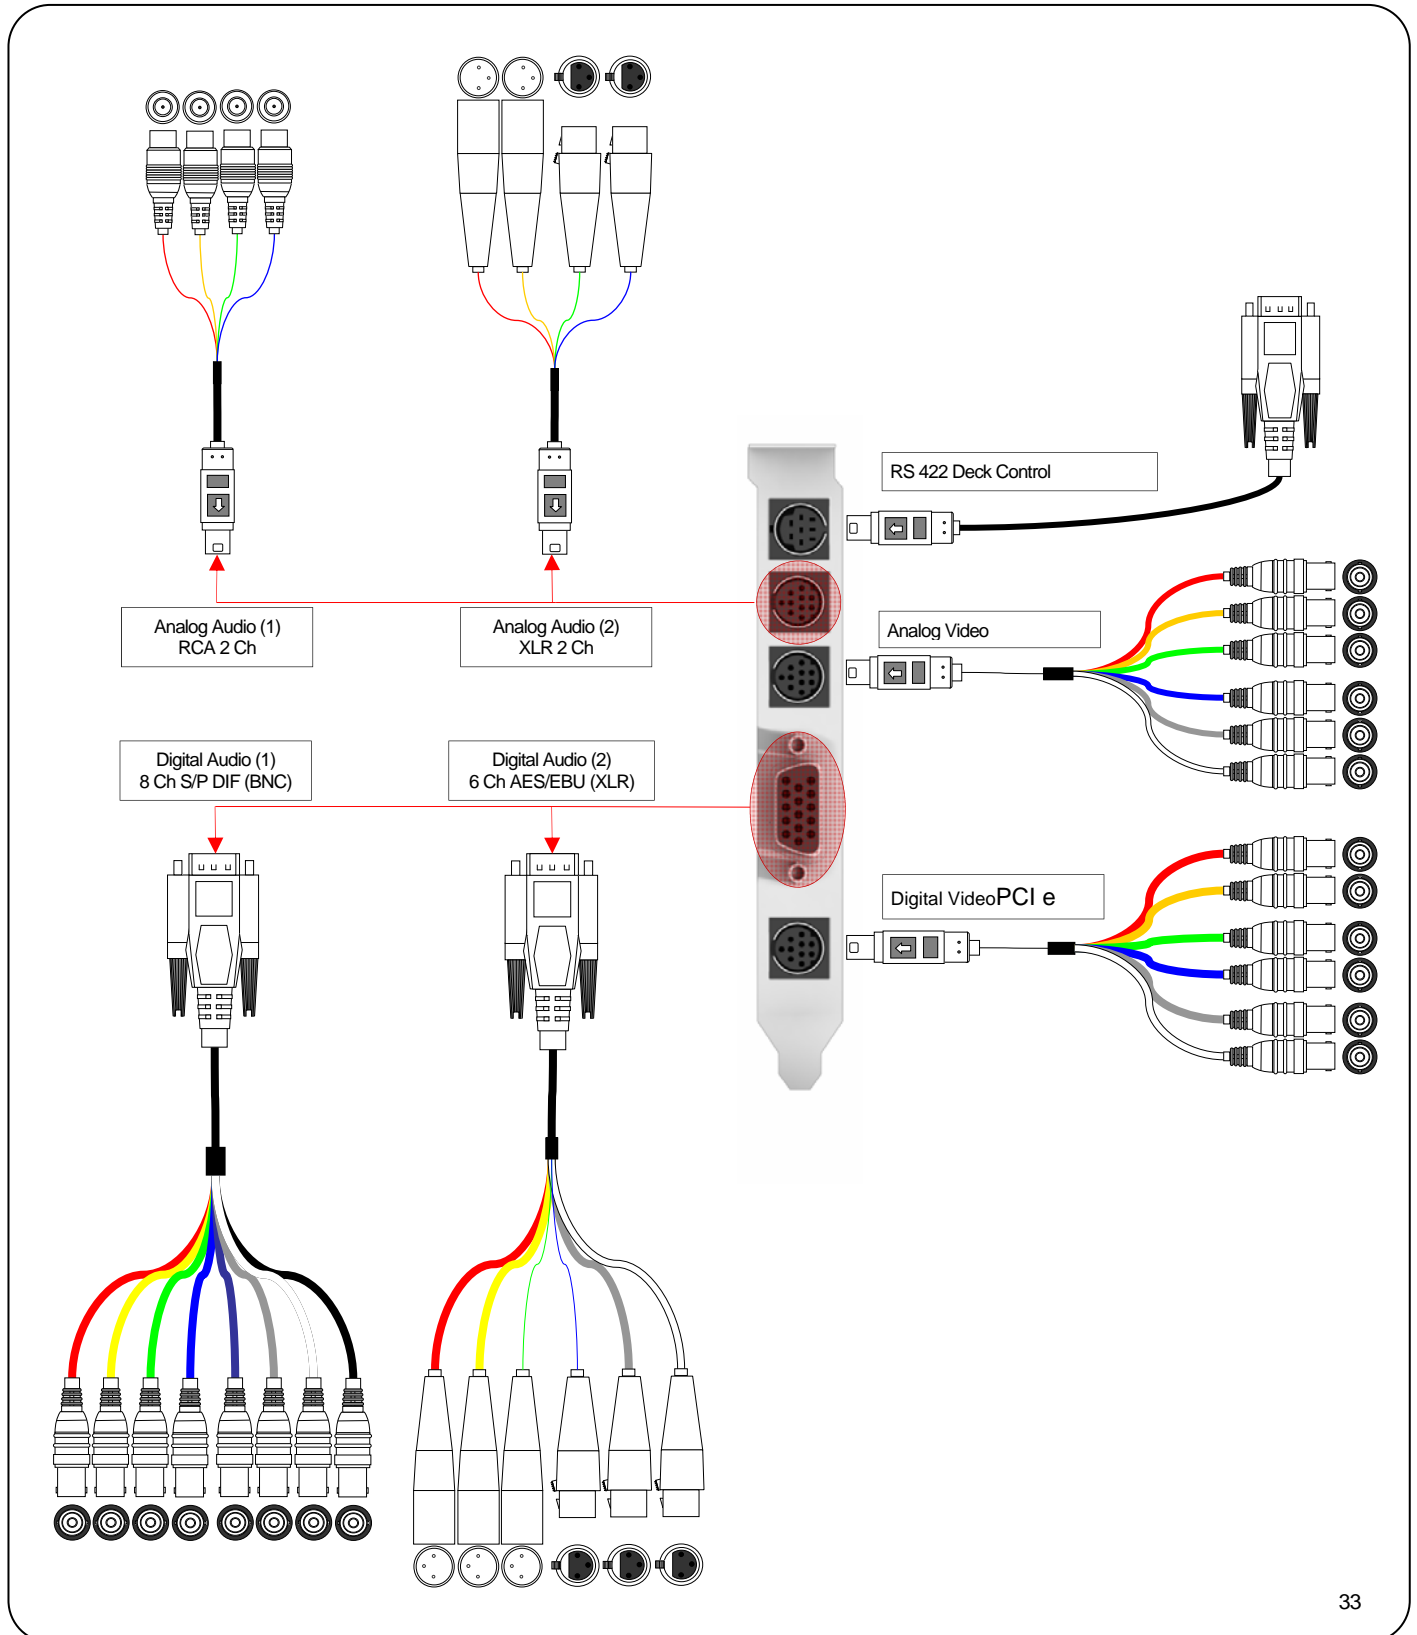 RS 422 Deck Control
Analog Audio (1)
RCA 2 Ch
Analog Audio (2)
XLR 2 Ch
Analog Video
Digital Audio (1)
8 Ch S/P DIF (BNC)
Digital Audio (2)
6 Ch AES/EBU (XLR)
Digital VideoPCI e
33